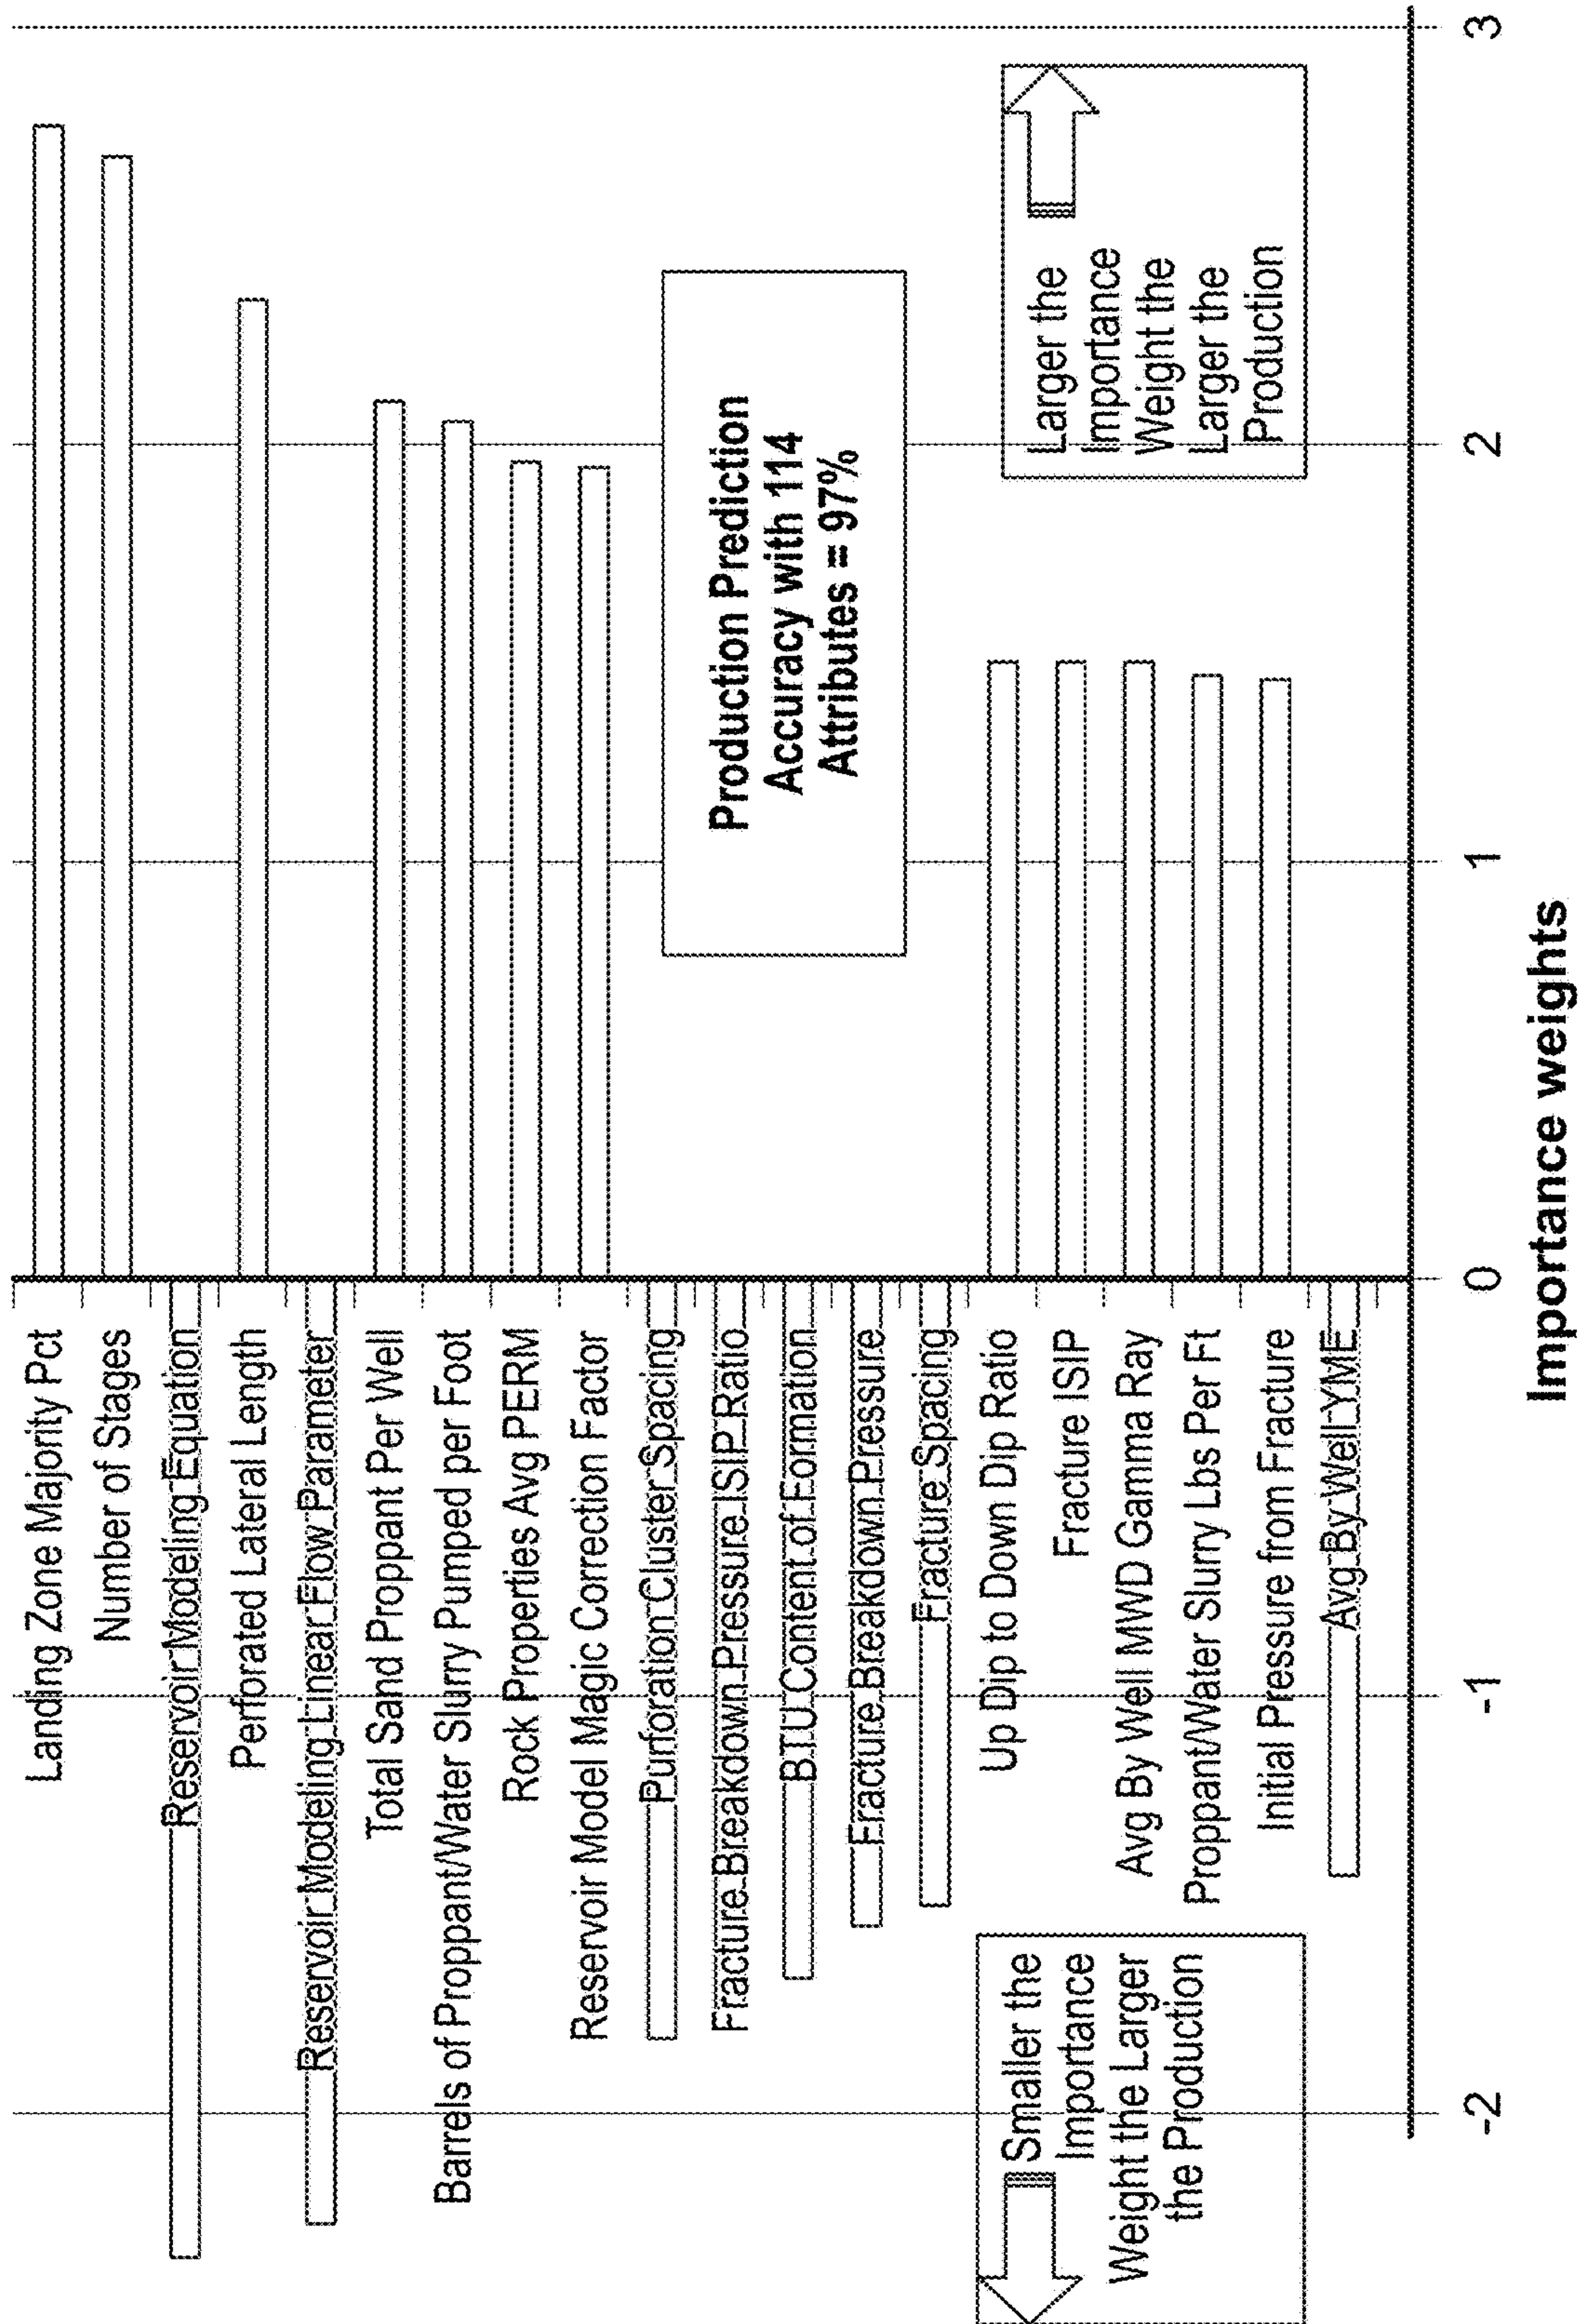 Landing Zone Majority Pct
Number of Stages
Reservoir Modeling Equation
Perforated Lateral Length
Reservoir Modeling Linear Flow Parameter
Total Sand Proppant Per Well
Barrels of Proppant/Water Slurry Pumped per Foot
Rock Properties Avg PERM
Reservoir Model Magic Correction Factor
Purforation Cluster Spacing
Fracture Breakdown Pressure ISIP Ratio
BTU Content of Formation
Fracture Breakdown Pressure
Fracture Spacing
Up Dip to Down Dip Ratio
Fracture ISIP
Avg By Well MWD Gamma Ray
Proppant/Water Slurry Lbs Per Ft
Initial Pressure from Fracture
Avg By Well YME
Production Prediction
Accuracy with 114
Attributes = 97%
Smaller the
Importance
Weight the Larger
the Production
Larger the
Importance
Weight the
Larger the
Production
-2 -1 0 1 2 3
Importance weights